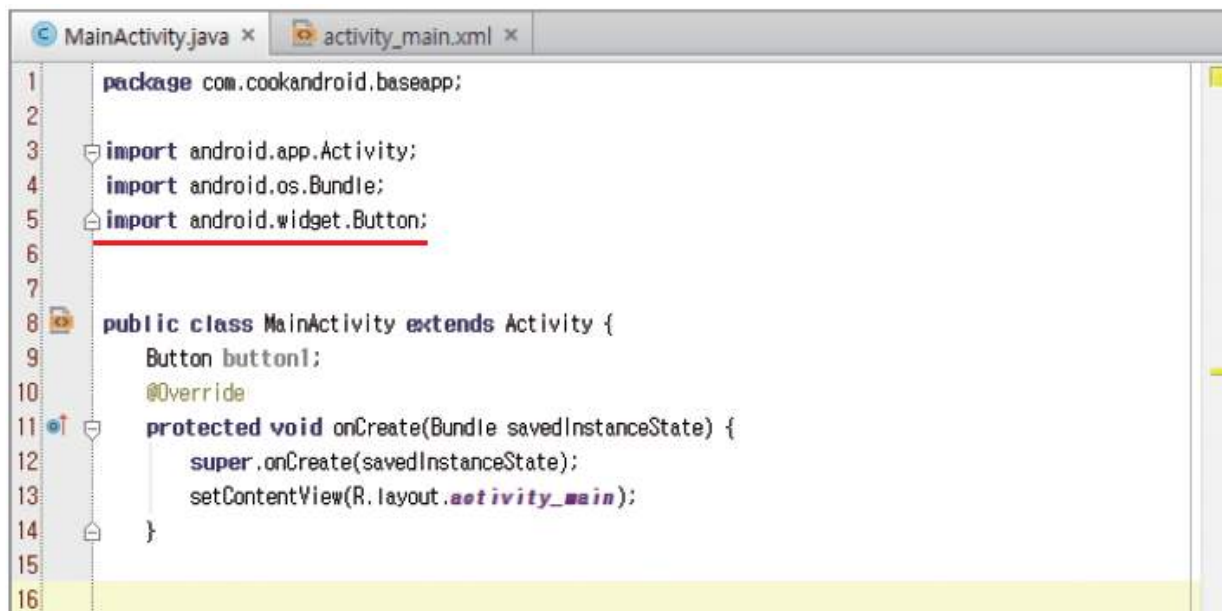 MainActivity.java × activity_main.xml ×
1 package com.cookandroid.baseapp;
2
3 import android.app.Activity;
4 import android.os.Bundle;
5 import android.widget.Button;
6
7
8 public class MainActivity extends Activity {
9 Button button1;
10 @Override
11 protected void onCreate(Bundle savedInstanceState) {
12 super.onCreate(savedInstanceState);
13 setContentView(R.layout.activity_main);
14 }
15
16